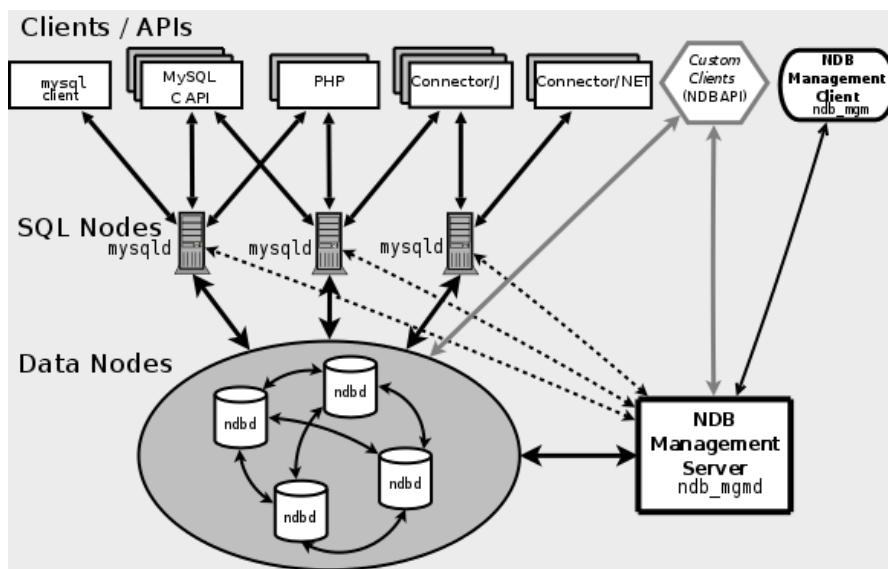 Clients / APIs
mysql
client
MySQL
C API
PHP
Connector/J
Connector/NET
Custom
Clients
(NDBAPI)
NDB
Management
Client
ndb_mgm
SQL Nodes
mysqld
mysqld
mysqld
Data Nodes
ndbd
ndbd
ndbd
ndbd
NDB
Management
Server
ndb_mgmd